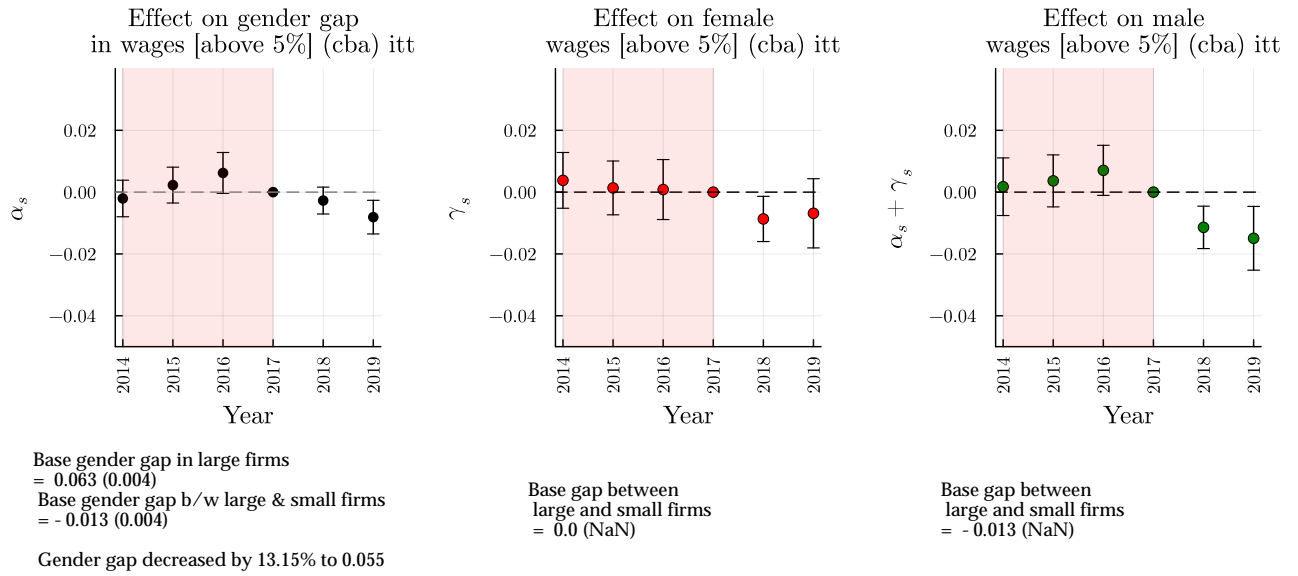 Effect on gender gap
in wages [above 5%] (cba) itt
α_s
0.02
0.00
−0.02
−0.04
2014
2015
2016
2017
2018
2019
Year
Base gender gap in large firms
= 0.063 (0.004)
Base gender gap b/w large & small firms
= - 0.013 (0.004)
Gender gap decreased by 13.15% to 0.055
Effect on female
wages [above 5%] (cba) itt
γ_s
0.02
0.00
−0.02
−0.04
2014
2015
2016
2017
2018
2019
Year
Base gap between
large and small firms
= 0.0 (NaN)
Effect on male
wages [above 5%] (cba) itt
α_s + γ_s
0.02
0.00
−0.02
−0.04
2014
2015
2016
2017
2018
2019
Year
Base gap between
large and small firms
= - 0.013 (NaN)